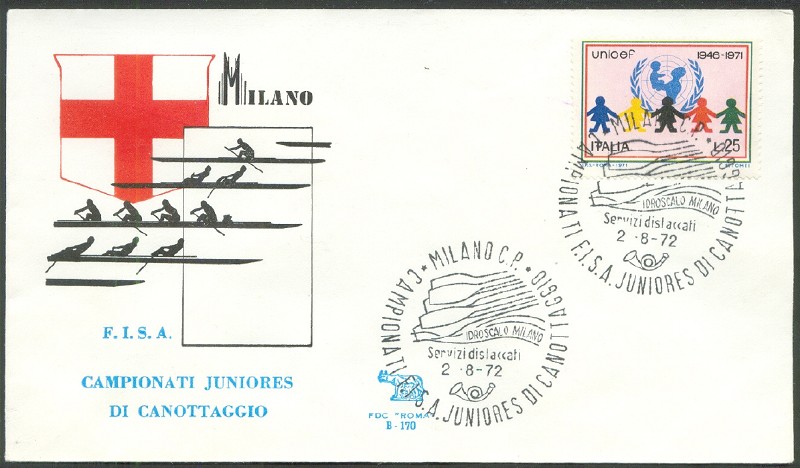 MILANO
F. I. S. A.
CAMPIONATI JUNIORES
DI CANOTTAGGIO
FDC "ROMA"
B-170
unicef 1946-1971
ITALIA L.25
* MILANO C.P. *
CAMPIONATI F.I.S.A. JUNIORES DI CANOTTAGGIO
IDROSCALO MILANO
Servizi distaccati
2-8-72
* MILANO C.P. *
CAMPIONATI F.I.S.A. JUNIORES DI CANOTTAGGIO
IDROSCALO MILANO
Servizi distaccati
2-8-72